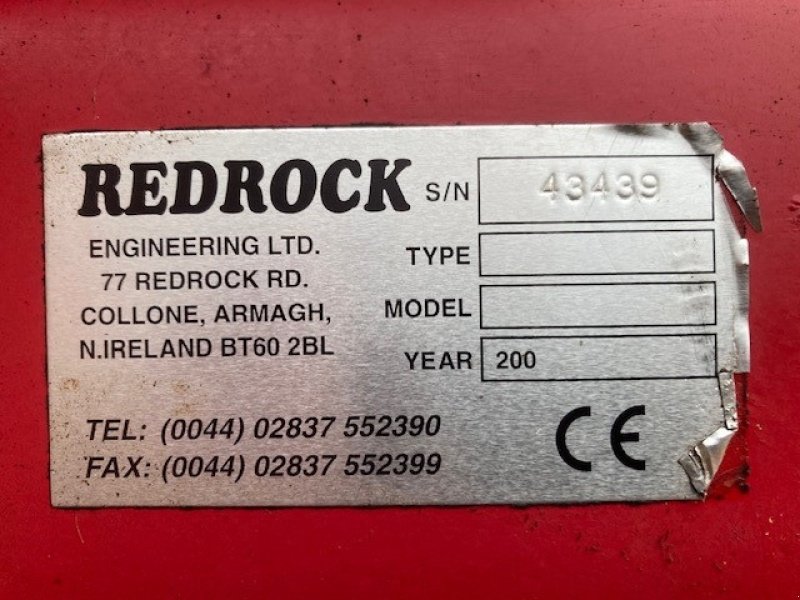 REDROCK
ENGINEERING LTD.
77 REDROCK RD.
COLLONE, ARMAGH,
N.IRELAND BT60 2BL
TEL: (0044) 02837 552390
FAX: (0044) 02837 552399
S/N 43439
TYPE
MODEL
YEAR 200
CE